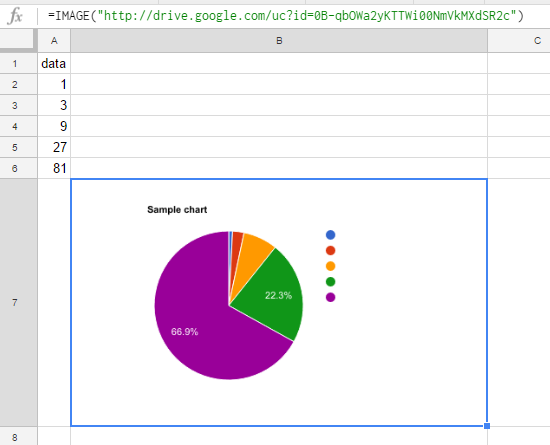 fx =IMAGE("http://drive.google.com/uc?id=0B-qbOWa2yKTTWi00NmVkMXdSR2c")
A B C
1 data
2 1
3 3
4 9
5 27
6 81
Sample chart
22.3%
7
66.9%
8